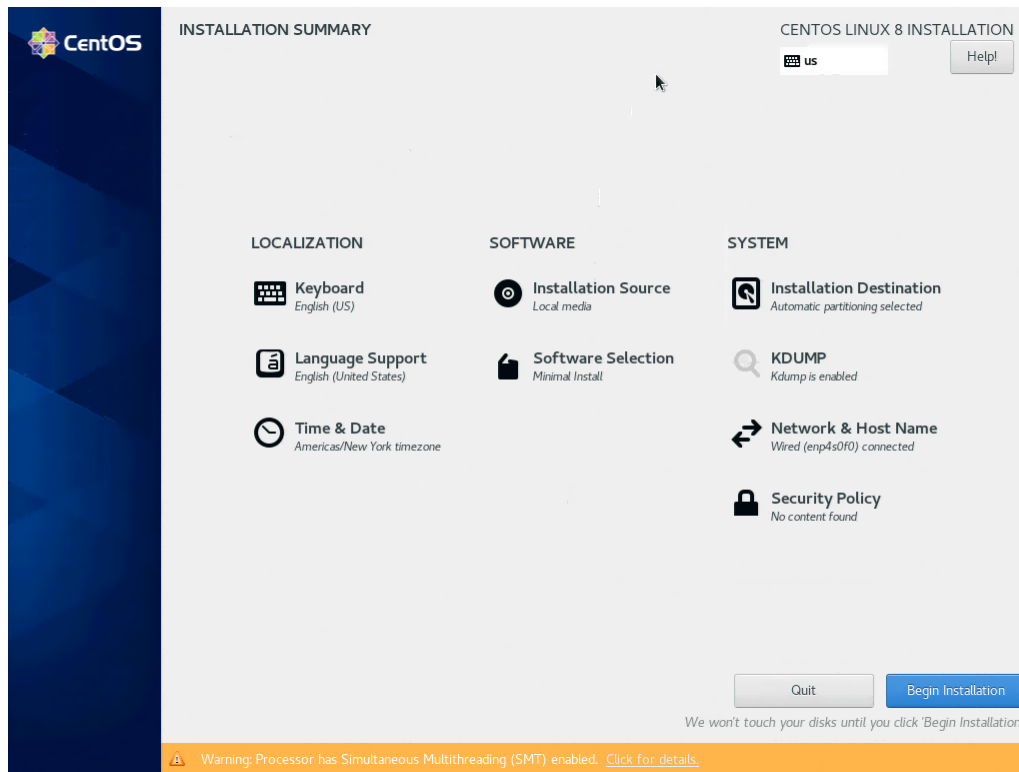 CentOS
INSTALLATION SUMMARY
CENTOS LINUX 8 INSTALLATION
us
Help!
LOCALIZATION
Keyboard
English (US)
Language Support
English (United States)
Time & Date
Americas/New York timezone
SOFTWARE
Installation Source
Local media
Software Selection
Minimal Install
SYSTEM
Installation Destination
Automatic partitioning selected
KDUMP
Kdump is enabled
Network & Host Name
Wired (enp4s0f0) connected
Security Policy
No content found
Quit
Begin Installation
We won't touch your disks until you click 'Begin Installation
Warning: Processor has Simultaneous Multithreading (SMT) enabled. Click for details.